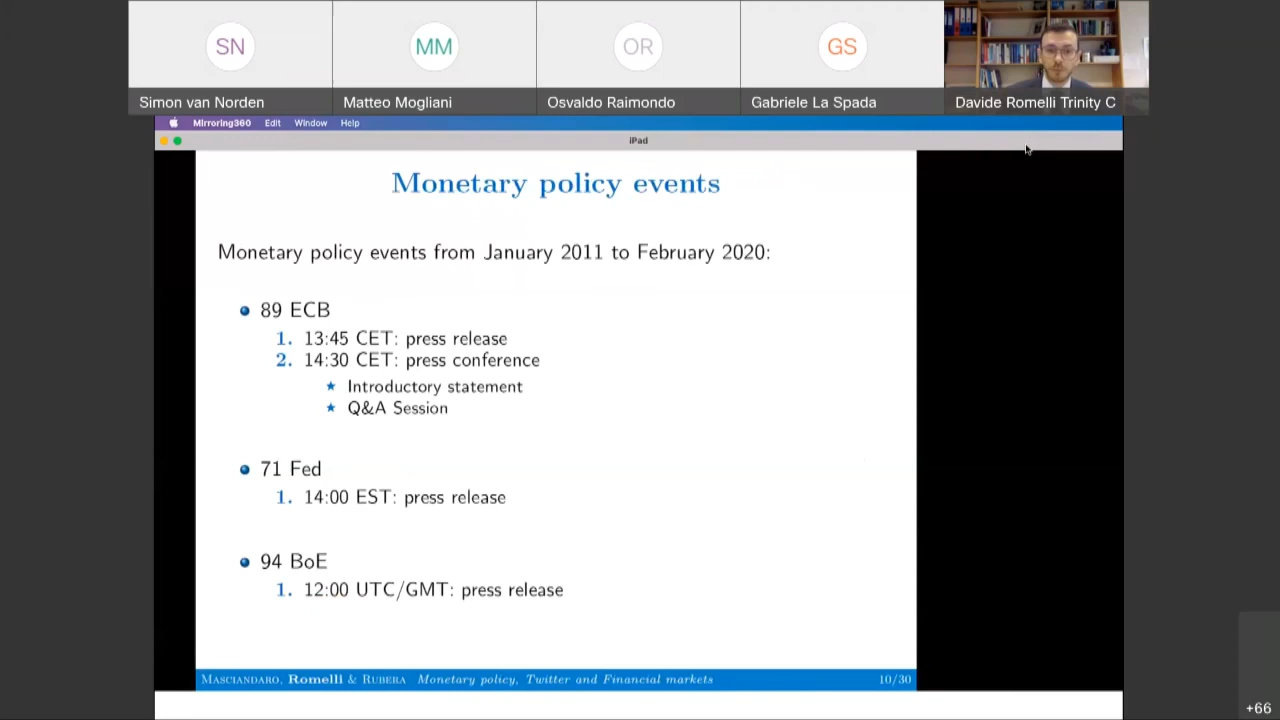 SN
MM
OR
GS
Simon van Norden
Matteo Mogliani
Osvaldo Raimondo
Gabriele La Spada
Davide Romelli Trinity C
Mirroring360 Edit Window Help
iPad
Monetary policy events
Monetary policy events from January 2011 to February 2020:
89 ECB
1. 13:45 CET: press release
2. 14:30 CET: press conference
★ Introductory statement
★ Q&A Session
71 Fed
1. 14:00 EST: press release
94 BoE
1. 12:00 UTC/GMT: press release
Masciandaro, Romelli & Rubera Monetary policy, Twitter and Financial markets 10/30
+66